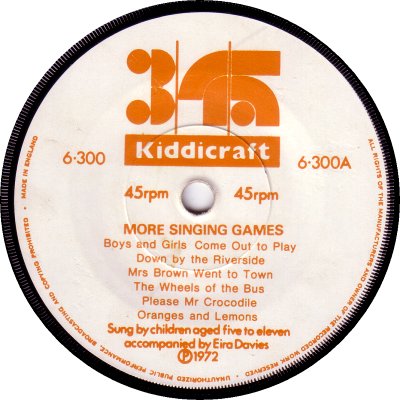 Kiddicraft
6·300
6·300A
45rpm
45rpm
MORE SINGING GAMES
Boys and Girls Come Out to Play
Down by the Riverside
Mrs Brown Went to Town
The Wheels of the Bus
Please Mr Crocodile
Oranges and Lemons
Sung by children aged five to eleven
accompanied by Eira Davies
Ⓟ1972
ALL RIGHTS OF THE MANUFACTURER AND OWNER OF THE RECORDED WORK RESERVED · UNAUTHORIZED PUBLIC PERFORMANCE, BROADCASTING AND COPYING PROHIBITED · MADE IN ENGLAND